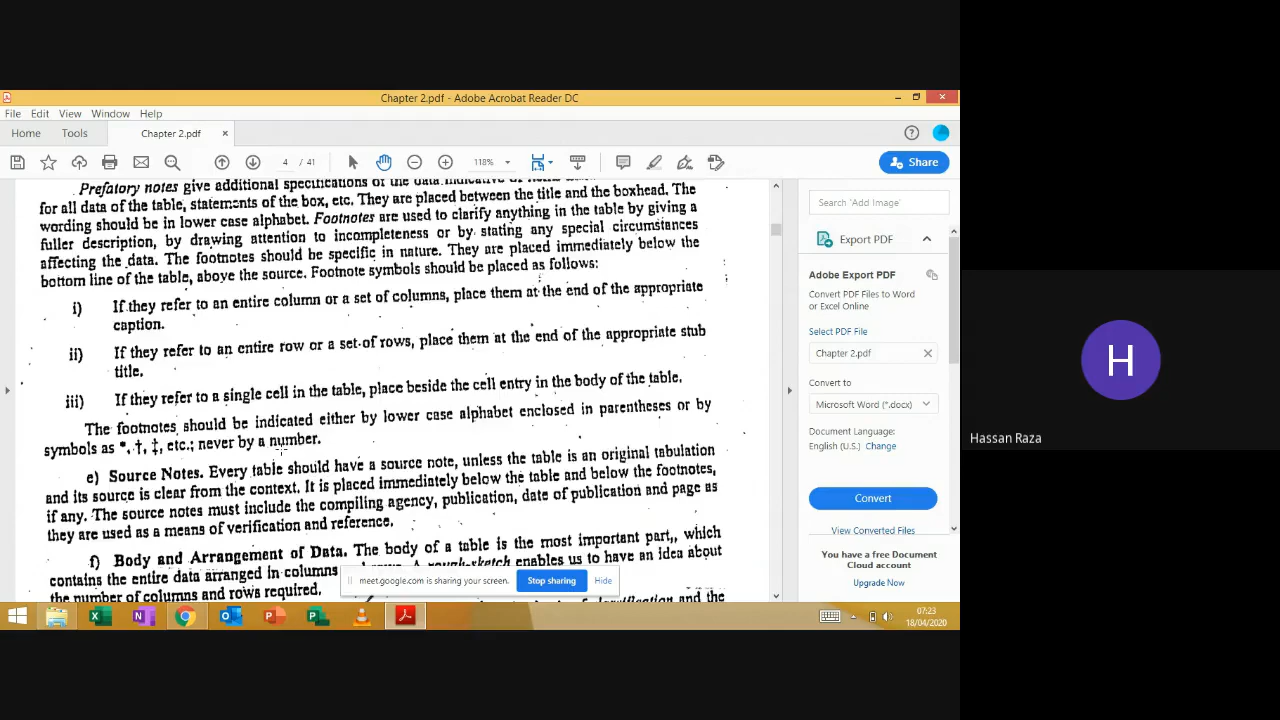 Chapter 2.pdf - Adobe Acrobat Reader DC
File Edit View Window Help
Home Tools Chapter 2.pdf ×
4 / 41 118% Share
Prefatory notes give additional specifications of the data indicative of
for all data of the table, statements of the box, etc. They are placed between the title and the boxhead. The
wording should be in lower case alphabet. Footnotes are used to clarify anything in the table by giving a
fuller description, by drawing attention to incompleteness or by stating any special circumstances
affecting the data. The footnotes should be specific in nature. They are placed immediately below the
bottom line of the table, above the source. Footnote symbols should be placed as follows:
i) If they refer to an entire column or a set of columns, place them at the end of the appropriate
caption.
ii) If they refer to an entire row or a set of rows, place them at the end of the appropriate stub
title.
iii) If they refer to a single cell in the table, place beside the cell entry in the body of the table.
The footnotes should be indicated either by lower case alphabet enclosed in parentheses or by
symbols as *, †, ‡, etc.; never by a number.
e) Source Notes. Every table should have a source note, unless the table is an original tabulation
and its source is clear from the context. It is placed immediately below the table and below the footnotes,
if any. The source notes must include the compiling agency, publication, date of publication and page as
they are used as a means of verification and reference.
f) Body and Arrangement of Data. The body of a table is the most important part, which
contains the entire data arranged in columns and rows. A rough-sketch enables us to have an idea about
the number of columns and rows required.
classification and the
meet.google.com is sharing your screen. Stop sharing Hide
Search 'Add Image'
Export PDF
Adobe Export PDF
Convert PDF Files to Word
or Excel Online
Select PDF File
Chapter 2.pdf
Convert to
Microsoft Word (*.docx)
Document Language:
English (U.S.) Change
Convert
View Converted Files
You have a free Document
Cloud account
Upgrade Now
07:23
18/04/2020
H
Hassan Raza